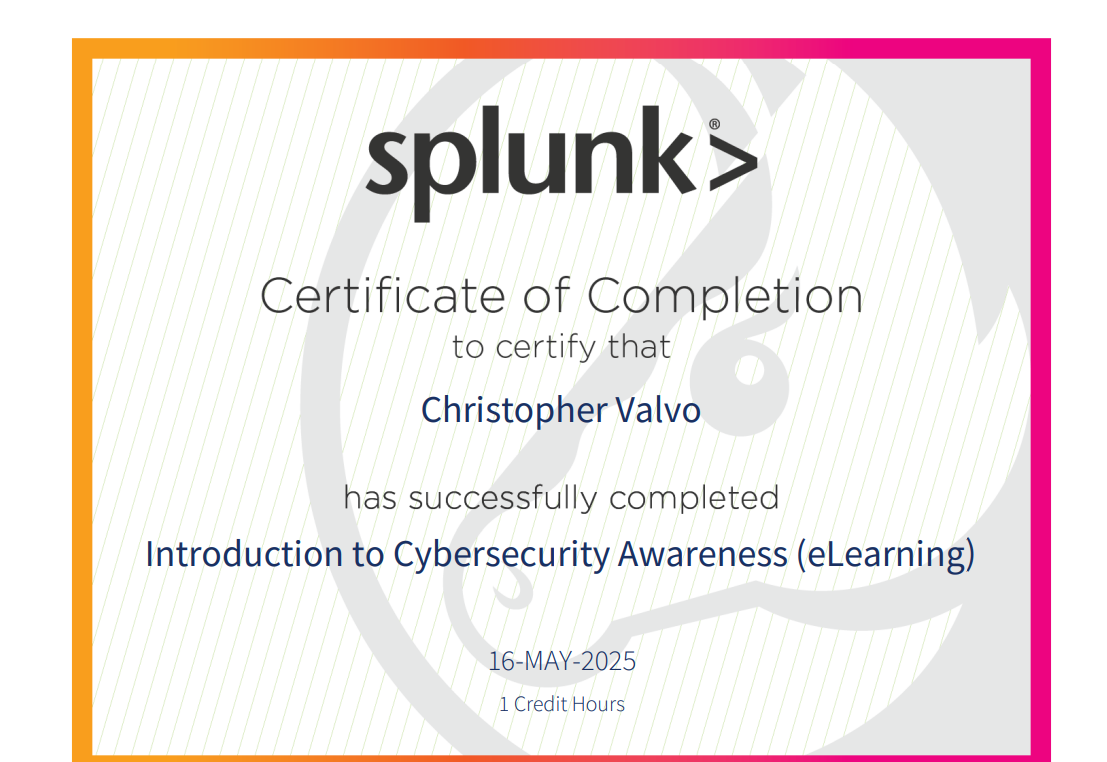 splunk>®
Certificate of Completion
to certify that
Christopher Valvo
has successfully completed
Introduction to Cybersecurity Awareness (eLearning)
16-MAY-2025
1 Credit Hours